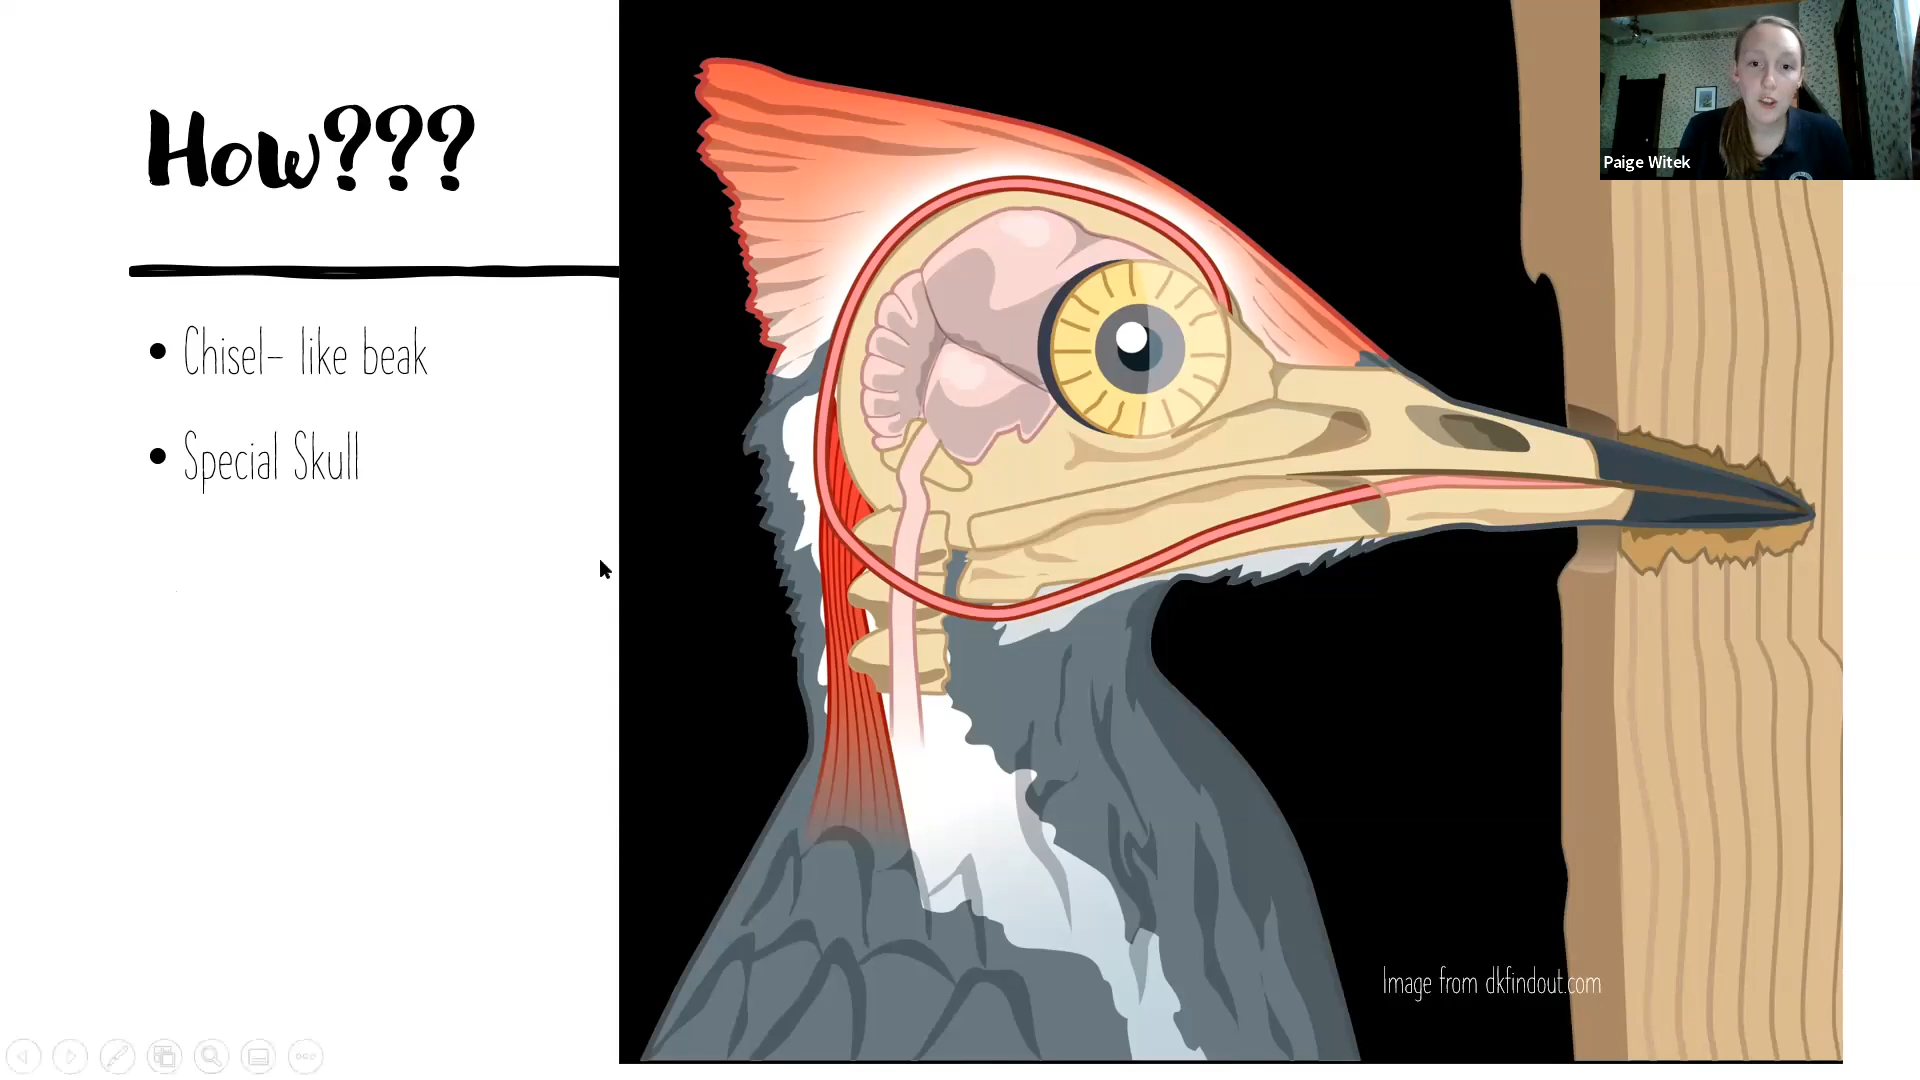 How???
Chisel- like beak
Special Skull
Paige Witek
Image from dkfindout.com